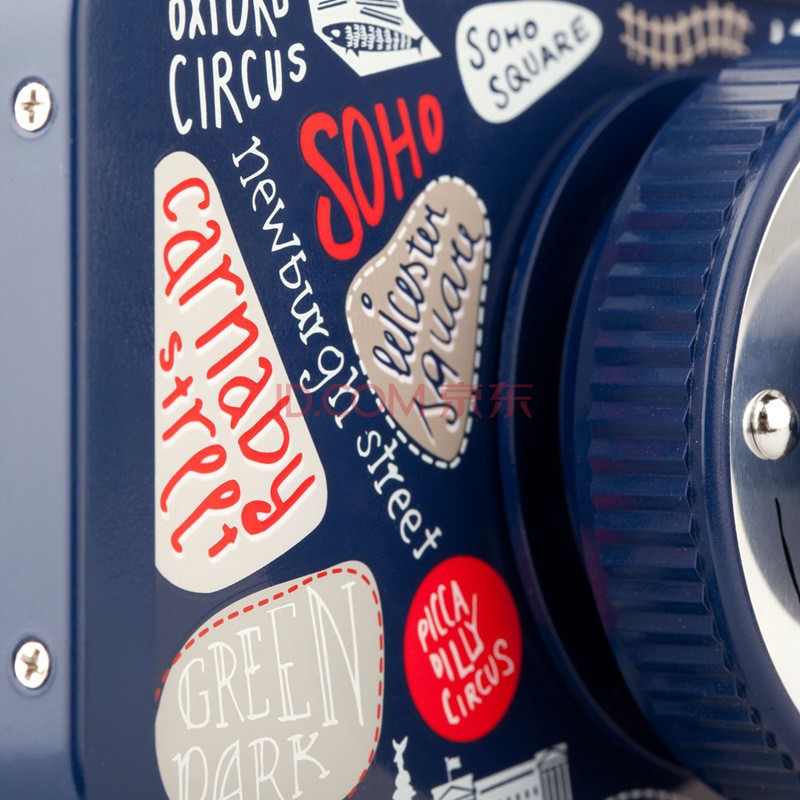 OXFORD
CIRCUS
SOHO
SQUARE
SOHO
newburgh street
carnaby
street
leicester
square
JD.COM 京东
PICCA
DILLY
CIRCUS
GREEN
PARK